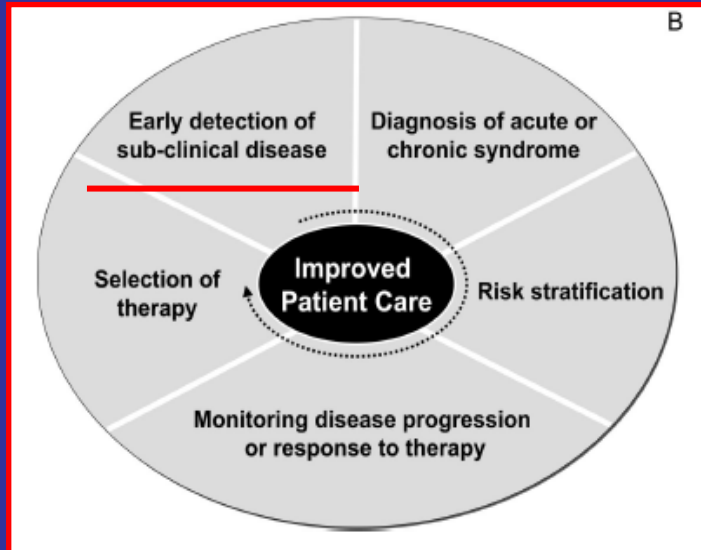 B
Early detection of
sub-clinical disease
Diagnosis of acute or
chronic syndrome
Selection of
therapy
Improved
Patient Care
Risk stratification
Monitoring disease progression
or response to therapy